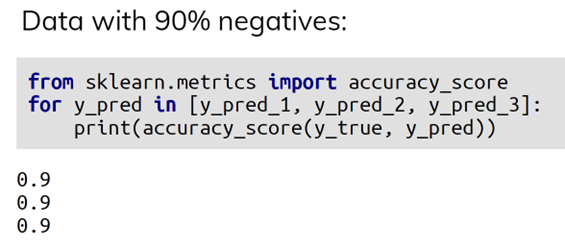 Data with 90% negatives:
from sklearn.metrics import accuracy_score
for y_pred in [y_pred_1, y_pred_2, y_pred_3]:
    print(accuracy_score(y_true, y_pred))
0.9
0.9
0.9